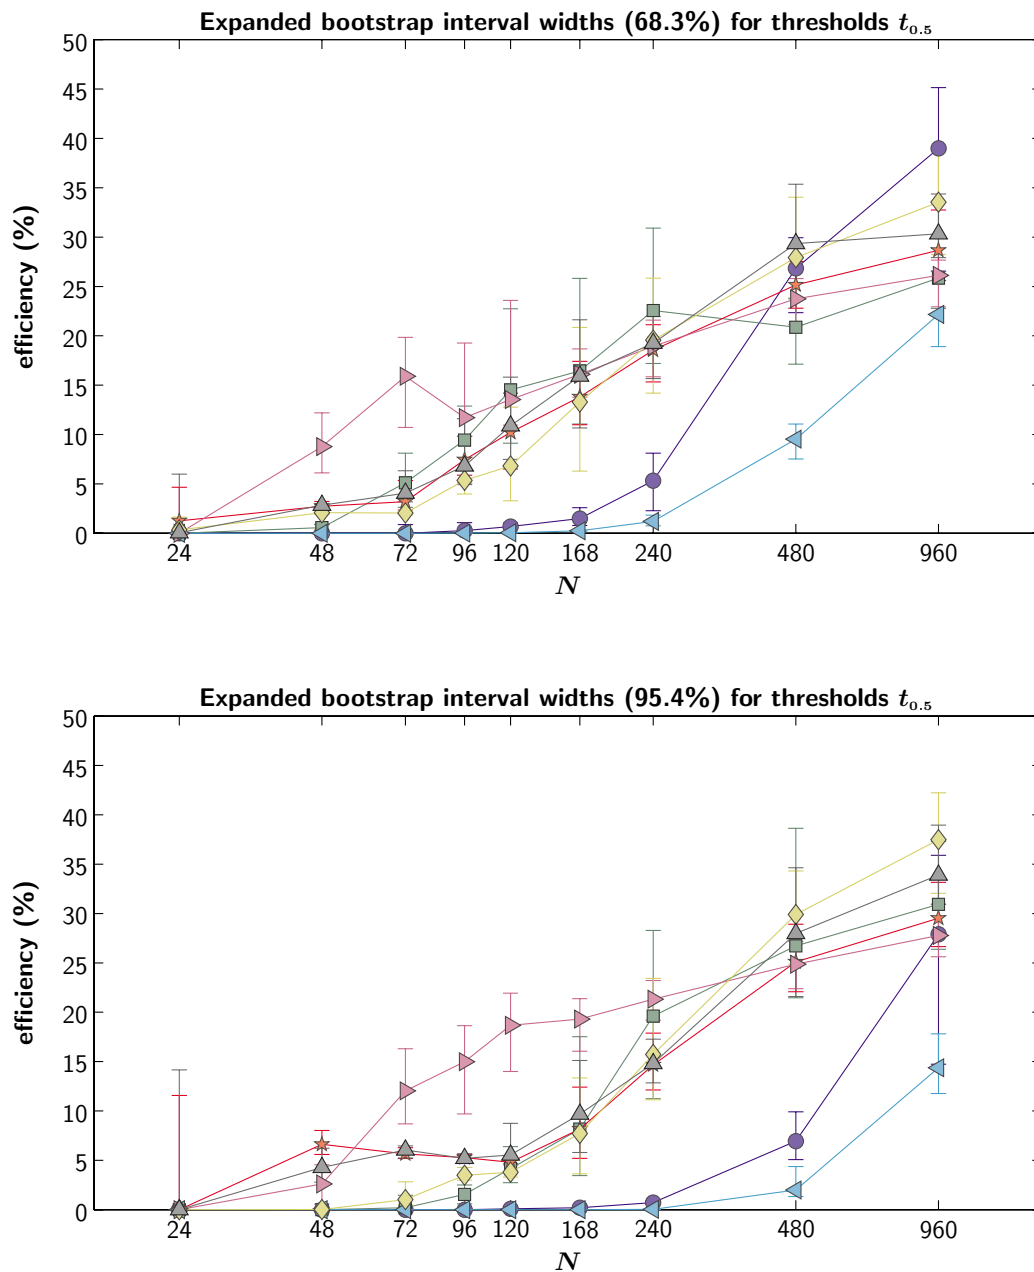 Expanded bootstrap interval widths (68.3%) for thresholds t0.5
50
45
40
35
30
25
20
15
10
5
0
efficiency (%)
24 48 72 96 120 168 240 480 960
N
Expanded bootstrap interval widths (95.4%) for thresholds t0.5
50
45
40
35
30
25
20
15
10
5
0
efficiency (%)
24 48 72 96 120 168 240 480 960
N